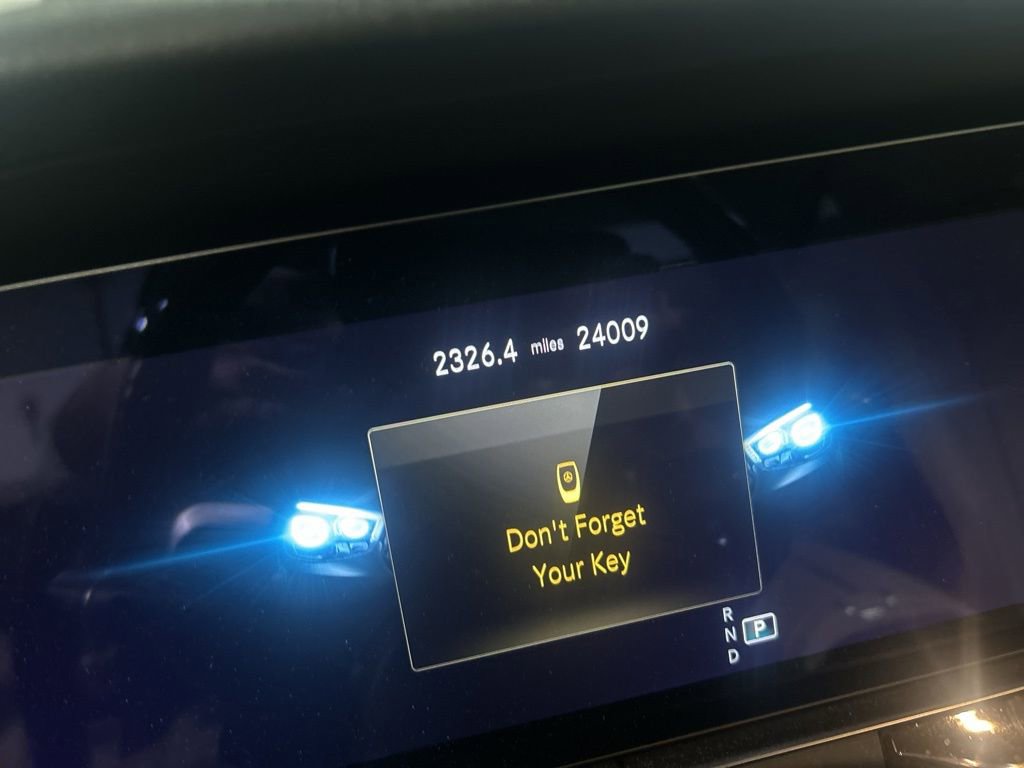 2326.4 miles 24009
Don't Forget
Your Key
R
N P
D